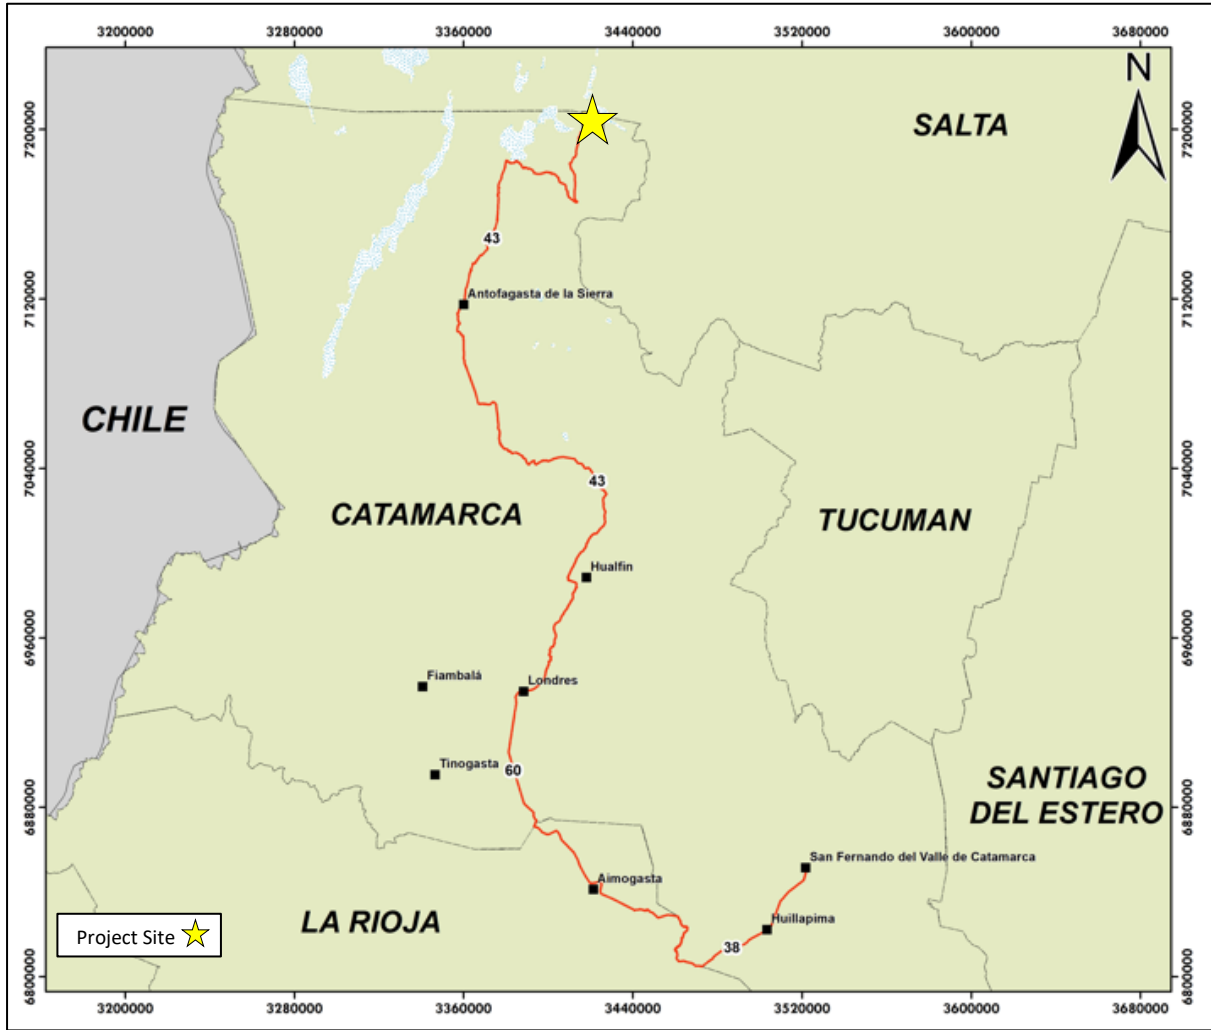 3200000 3280000 3360000 3440000 3520000 3600000 3680000
N
SALTA
7200000 7200000
43
Antofagasta de la Sierra
7120000 7120000
CHILE
7040000 7040000
43
CATAMARCA
TUCUMAN
Hualfin
6960000 6960000
Fiambalá
Londres
Tinogasta
60
SANTIAGO
DEL ESTERO
6880000 6880000
San Fernando del Valle de Catamarca
Aimogasta
LA RIOJA
Huillapima
Project Site
38
6800000 6800000
3200000 3280000 3360000 3440000 3520000 3600000 3680000